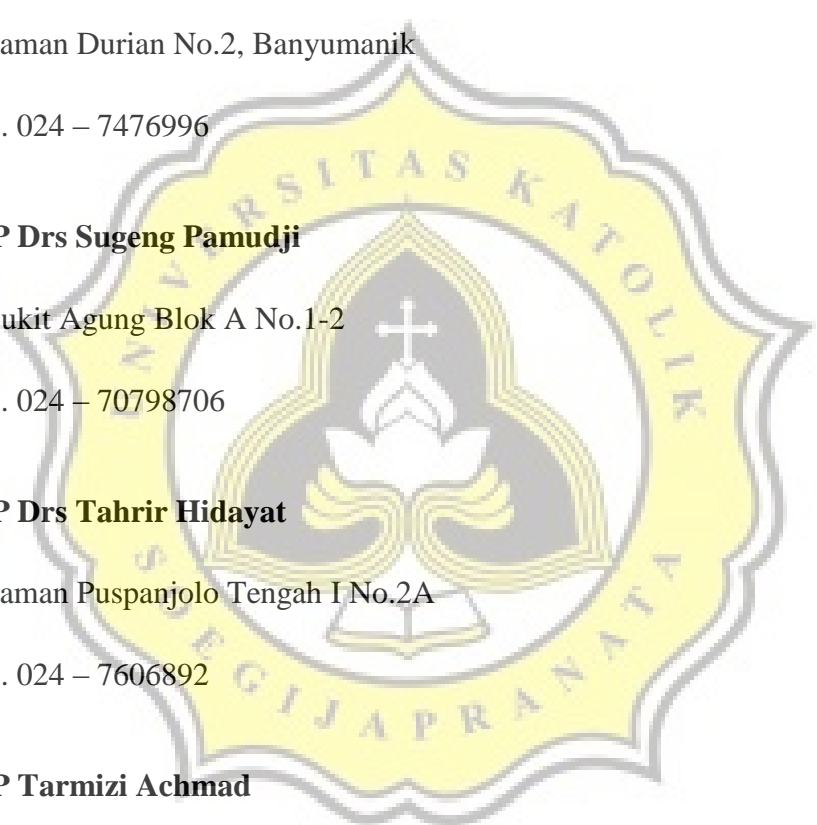 aman Durian No.2, Banyumanik
. 024 – 7476996
P Drs Sugeng Pamudji
ukit Agung Blok A No.1-2
. 024 – 70798706
P Drs Tahrir Hidayat
aman Puspanjolo Tengah I No.2A
. 024 – 7606892
P Tarmizi Achmad
UNIVERSITAS KATOLIK
SOEGIJAPRANATA